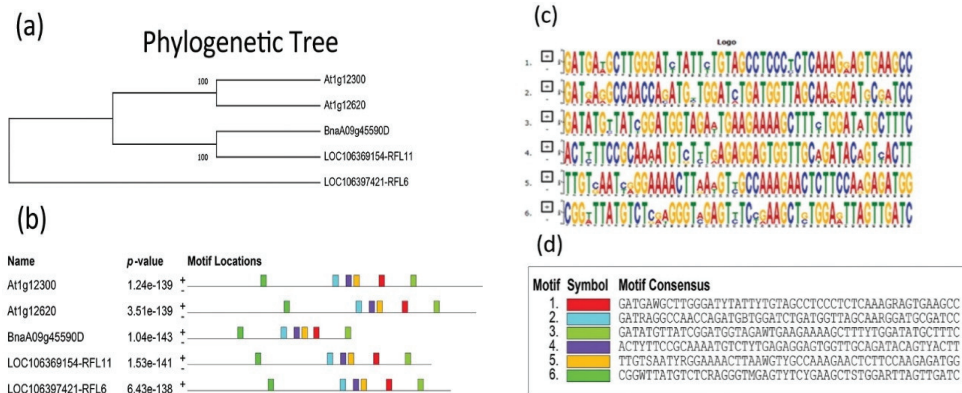 (a)
Phylogenetic Tree
100
At1g12300
At1g12620
BnaA09g45590D
100
LOC106369154-RFL11
LOC106397421-RFL6
(b)
Name p-value Motif Locations
At1g12300 1.24e-139 + -
At1g12620 3.51e-139 + -
BnaA09g45590D 1.04e-143 + -
LOC106369154-RFL11 1.53e-141 + -
LOC106397421-RFL6 6.43e-138 + -
(c)
Logo
1.
2.
3.
4.
5.
6.
(d)
Motif Symbol Motif Consensus
1. GATGAWGCTTGGGATYTATTYTGTAGCCTCCCTCTCAAAGRAGTGAAGCC
2. GATRAGGCCAACCAGATGTGGATCTGATGGTTAGCAARGGATGCGATCC
3. GATATGTTATCGGATGGTAGAWTGAAGAAAAGCTTTYTGGATATGCTTTC
4. ACTYTTCCGCAAAATGTCTYTGAGAGGAGTGGTTGCAGATACAGTYACTT
5. TTGTSAATYRGGAAAACTTAAWGTYGCCAAAGAACTCTTCCAAGAGATGG
6. CGGWTTATGTCTCRAGGGTMGAGTYTCYGAAGCTSTGGARTTAGTTGATC